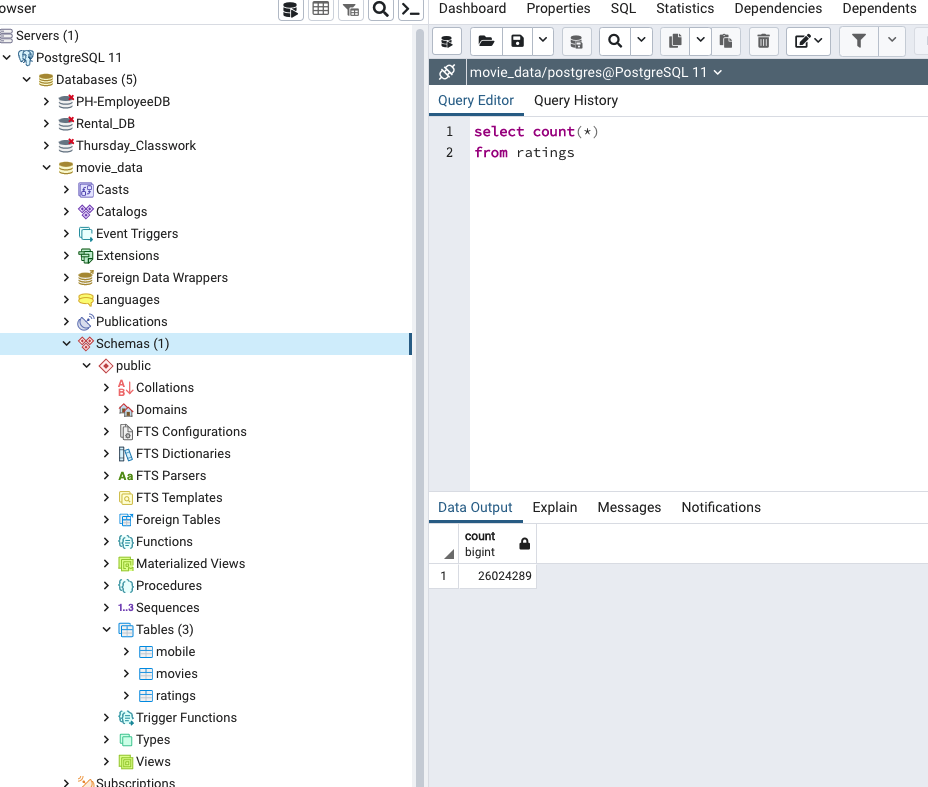 owser
Servers (1)
PostgreSQL 11
Databases (5)
PH-EmployeeDB
Rental_DB
Thursday_Classwork
movie_data
Casts
Catalogs
Event Triggers
Extensions
Foreign Data Wrappers
Languages
Publications
Schemas (1)
public
Collations
Domains
FTS Configurations
FTS Dictionaries
Aa FTS Parsers
FTS Templates
Foreign Tables
Functions
Materialized Views
Procedures
1..3 Sequences
Tables (3)
mobile
movies
ratings
Trigger Functions
Types
Views
Subscriptions
Dashboard Properties SQL Statistics Dependencies Dependents
movie_data/postgres@PostgreSQL 11
Query Editor Query History
1 select count(*)
2 from ratings
Data Output Explain Messages Notifications
count
bigint
1 26024289